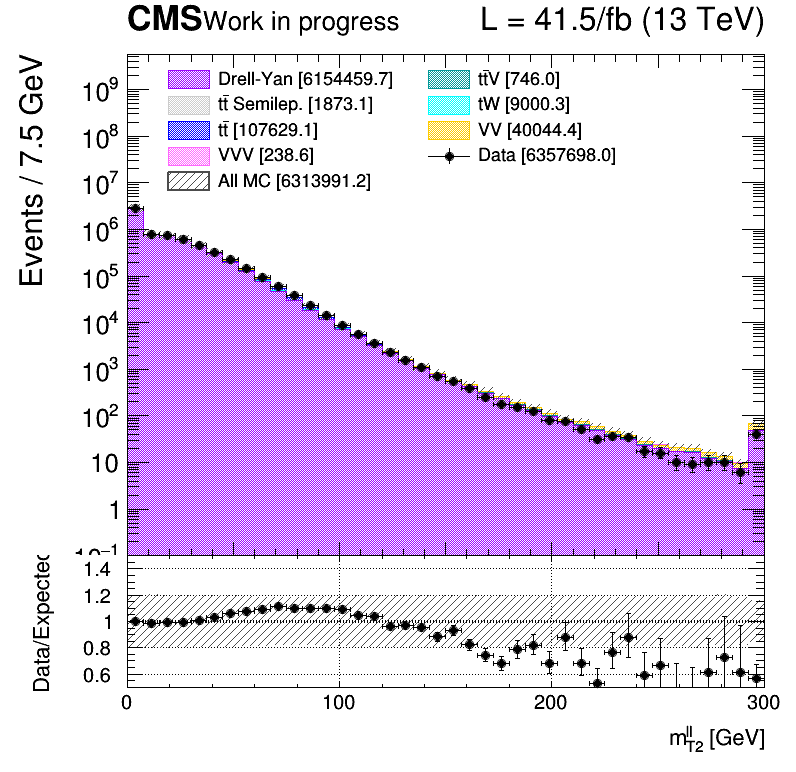 CMS Work in progress L = 41.5/fb (13 TeV)
Events / 7.5 GeV
Drell-Yan [6154459.7]
tt̄ Semilep. [1873.1]
tt̄ [107629.1]
VVV [238.6]
All MC [6313991.2]
tt̄V [746.0]
tW [9000.3]
VV [40044.4]
Data [6357698.0]
10⁹
10⁸
10⁷
10⁶
10⁵
10⁴
10³
10²
10
1
10⁻¹
Data/Expected
1.4
1.2
1
0.8
0.6
0 100 200 300
m^{ll}_{T2} [GeV]